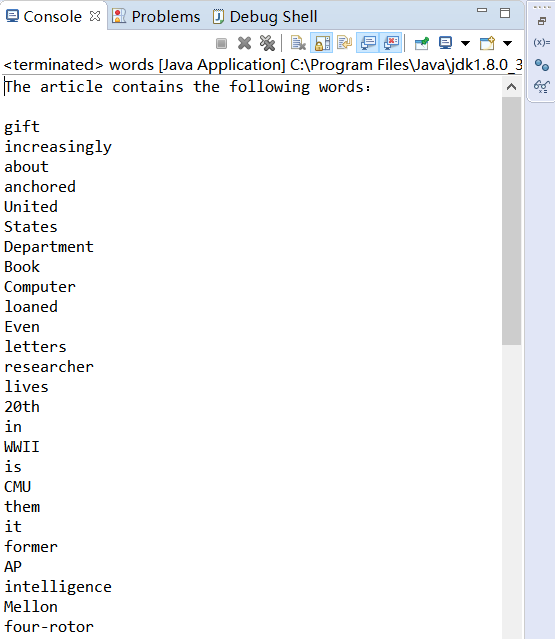 Console Problems Debug Shell
<terminated> words [Java Application] C:\Program Files\Java\jdk1.8.0_3
The article contains the following words：
gift
increasingly
about
anchored
United
States
Department
Book
Computer
loaned
Even
letters
researcher
lives
20th
in
WWII
is
CMU
them
it
former
AP
intelligence
Mellon
four-rotor